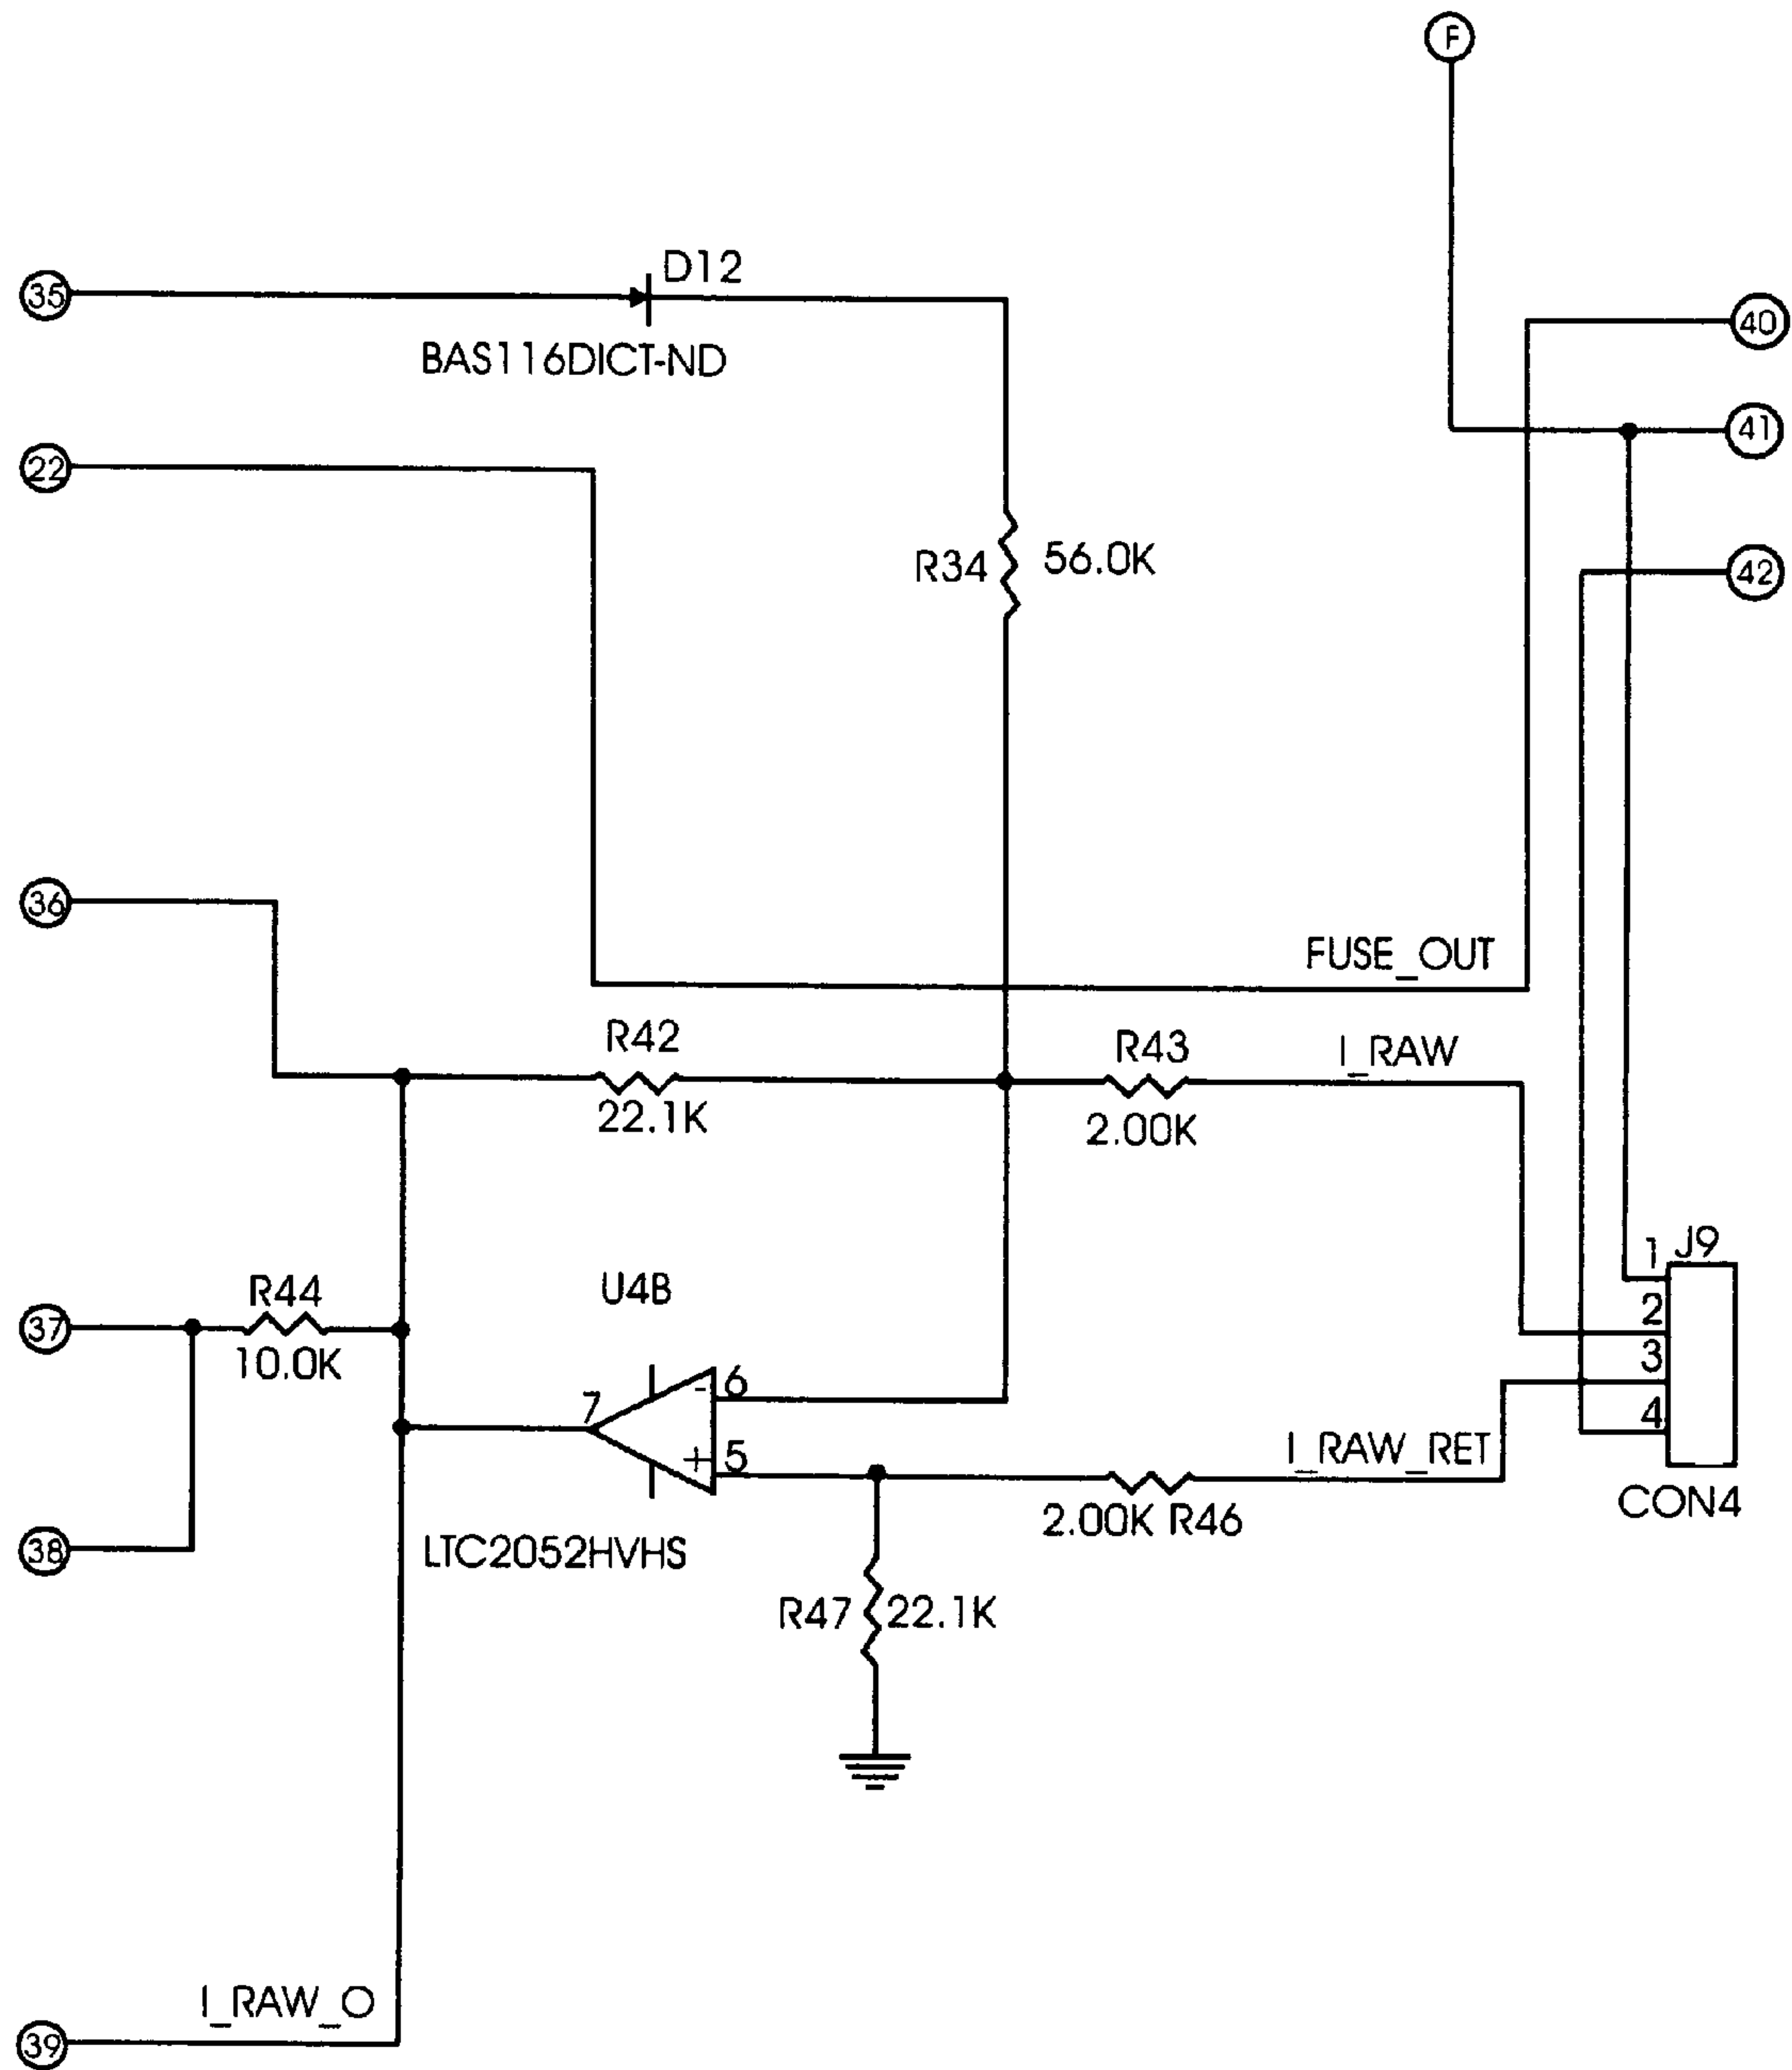 F
35
D12
BAS116DICT-ND
40
41
22
R34
56.0K
42
36
FUSE_OUT
R42
22.1K
R43
2.00K
I_RAW
J9
1
2
3
4
CON4
37
R44
10.0K
U4B
7
-
6
+
5
I_RAW_RET
2.00K R46
38
LTC2052HVHS
R47
22.1K
I_RAW_O
39